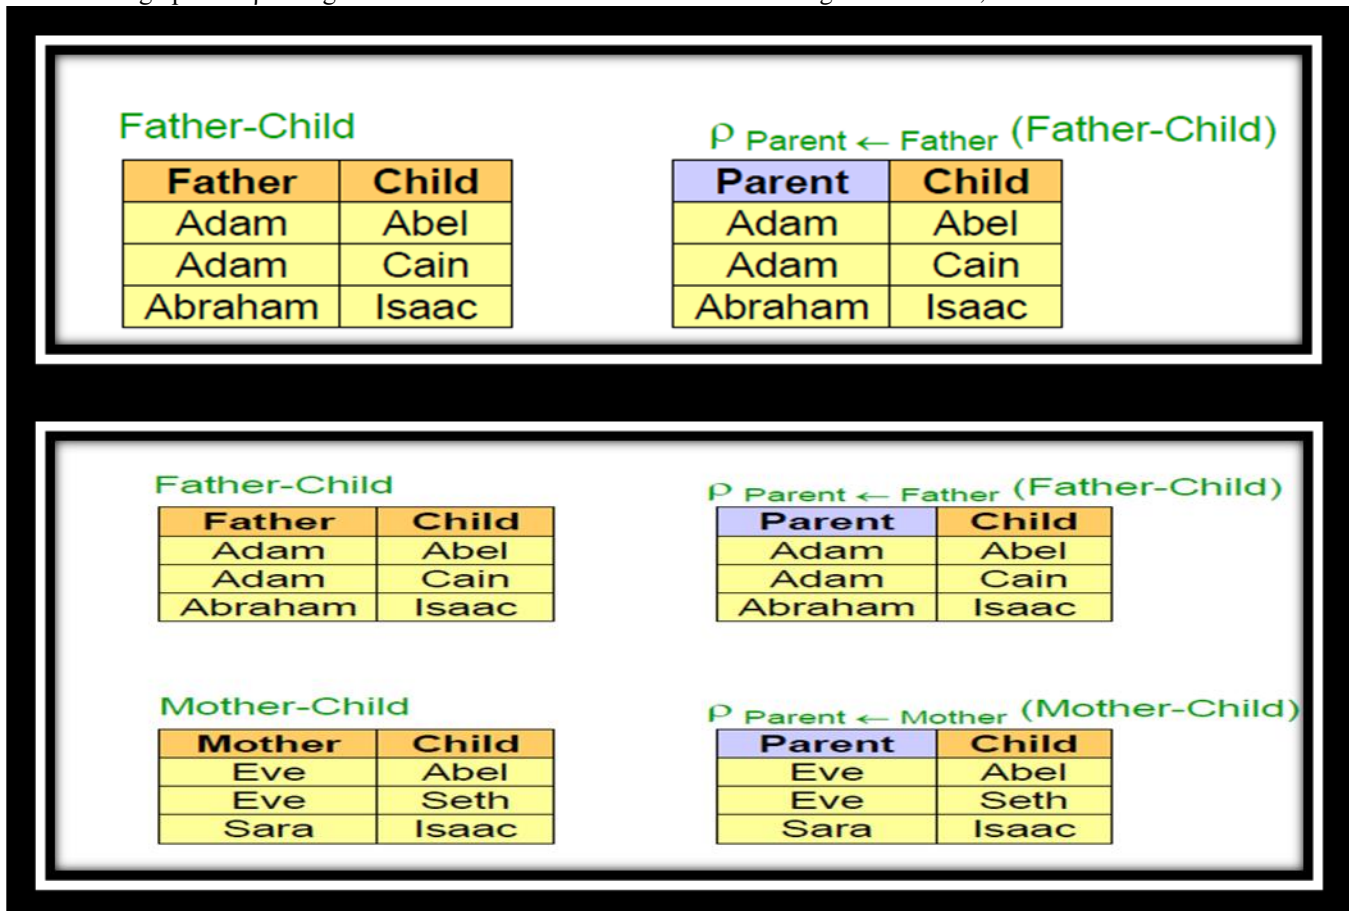 Father-Child
ρ Parent ← Father (Father-Child)
Father Child
Adam Abel
Adam Cain
Abraham Isaac
Parent Child
Adam Abel
Adam Cain
Abraham Isaac
Father-Child
ρ Parent ← Father (Father-Child)
Father Child
Adam Abel
Adam Cain
Abraham Isaac
Parent Child
Adam Abel
Adam Cain
Abraham Isaac
Mother-Child
ρ Parent ← Mother (Mother-Child)
Mother Child
Eve Abel
Eve Seth
Sara Isaac
Parent Child
Eve Abel
Eve Seth
Sara Isaac